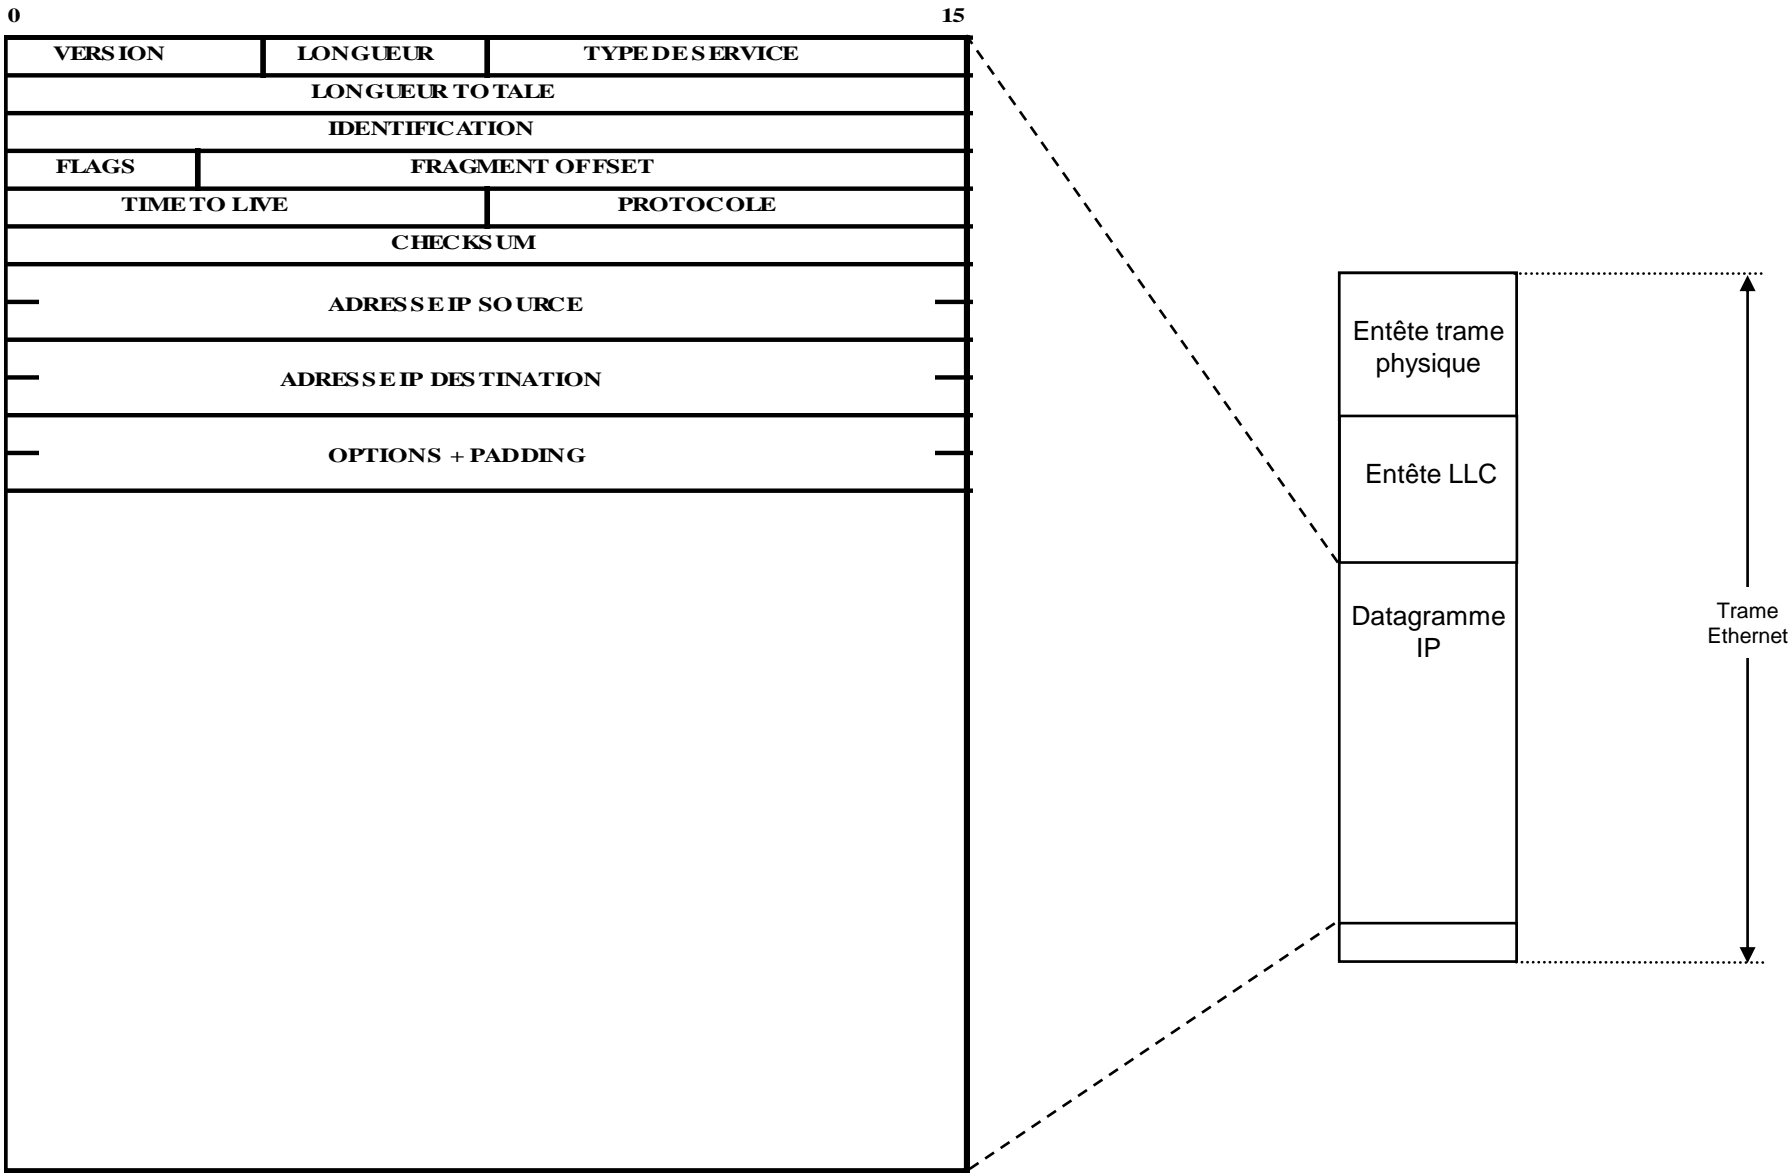 0 15
VERSION LONGUEUR TYPE DE SERVICE
LONGUEUR TOTALE
IDENTIFICATION
FLAGS FRAGMENT OFFSET
TIME TO LIVE PROTOCOLE
CHECKSUM
ADRESSE IP SOURCE
ADRESSE IP DESTINATION
OPTIONS + PADDING
Entête trame
physique
Entête LLC
Datagramme
IP
Trame
Ethernet